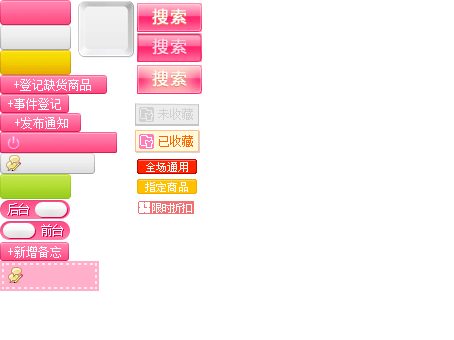 搜索
搜索
搜索
+登记缺货商品
+事件登记
+发布通知
未收藏
已收藏
全场通用
指定商品
限时折扣
后台
前台
+新增备忘